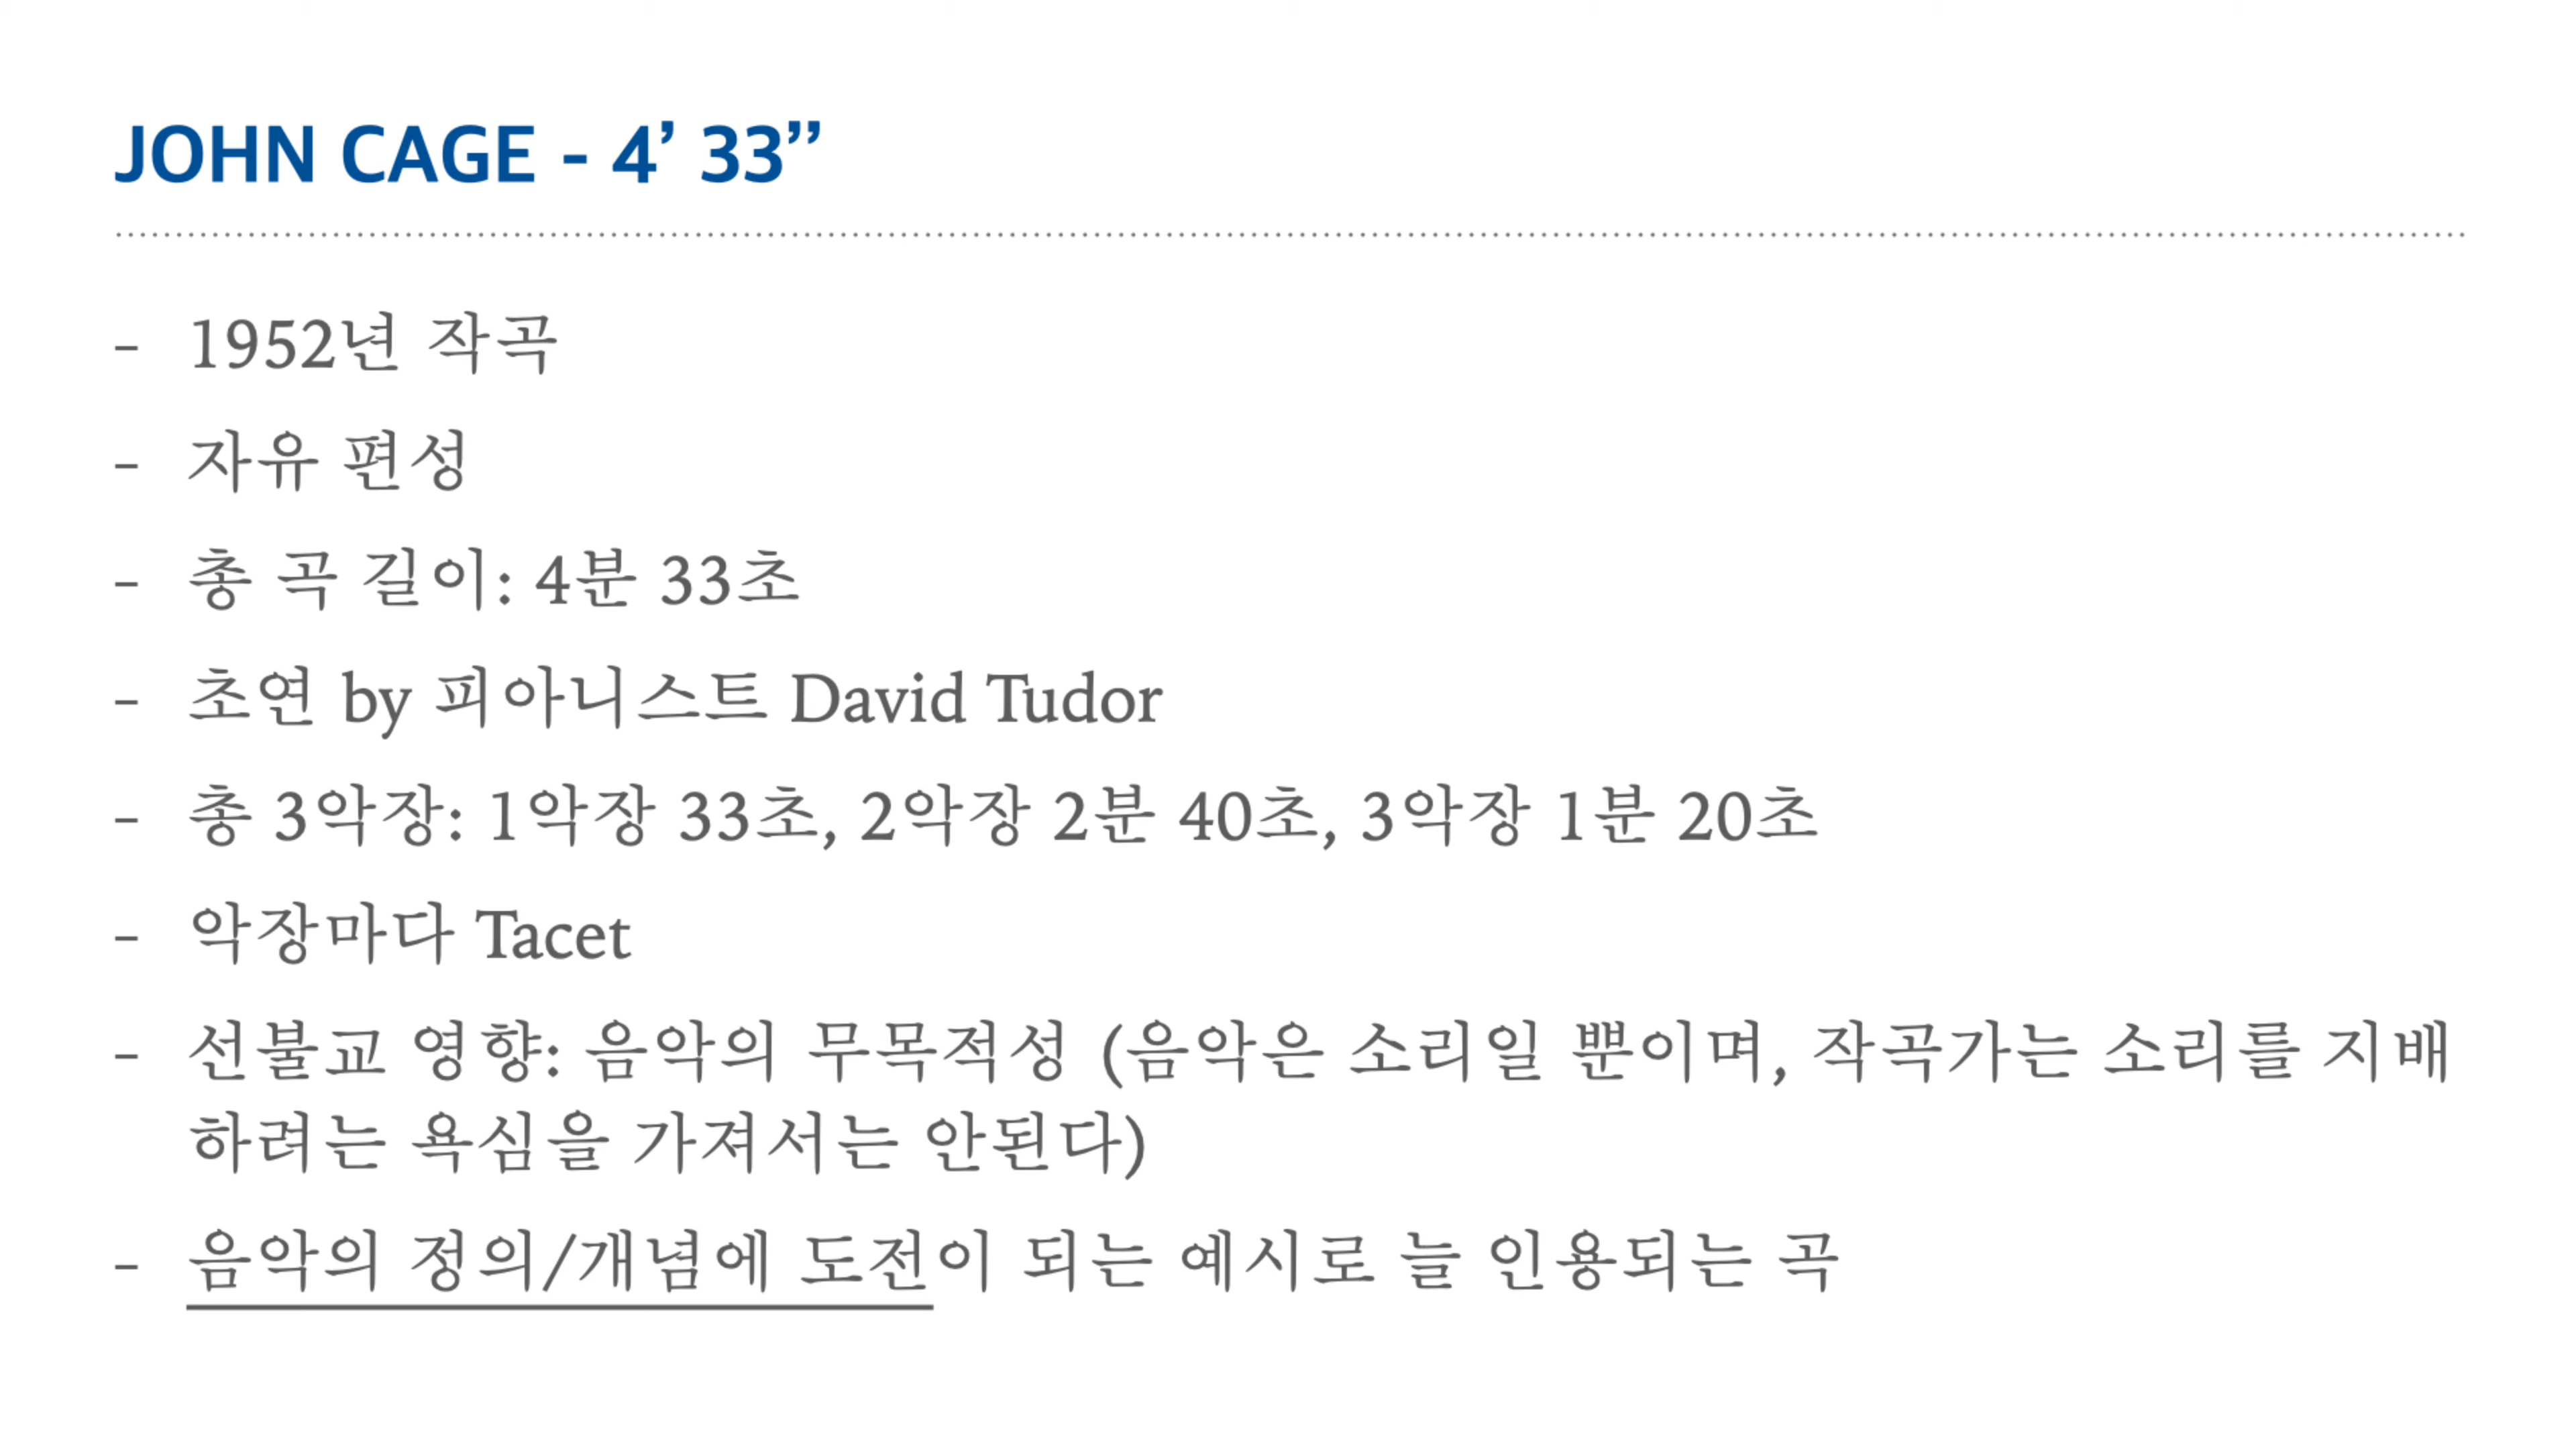 JOHN CAGE - 4’ 33’’
- 1952년 작곡
- 자유 편성
- 총 곡 길이: 4분 33초
- 초연 by 피아니스트 David Tudor
- 총 3악장: 1악장 33초, 2악장 2분 40초, 3악장 1분 20초
- 악장마다 Tacet
- 선불교 영향: 음악의 무목적성 (음악은 소리일 뿐이며, 작곡가는 소리를 지배
하려는 욕심을 가져서는 안된다)
- 음악의 정의/개념에 도전이 되는 예시로 늘 인용되는 곡